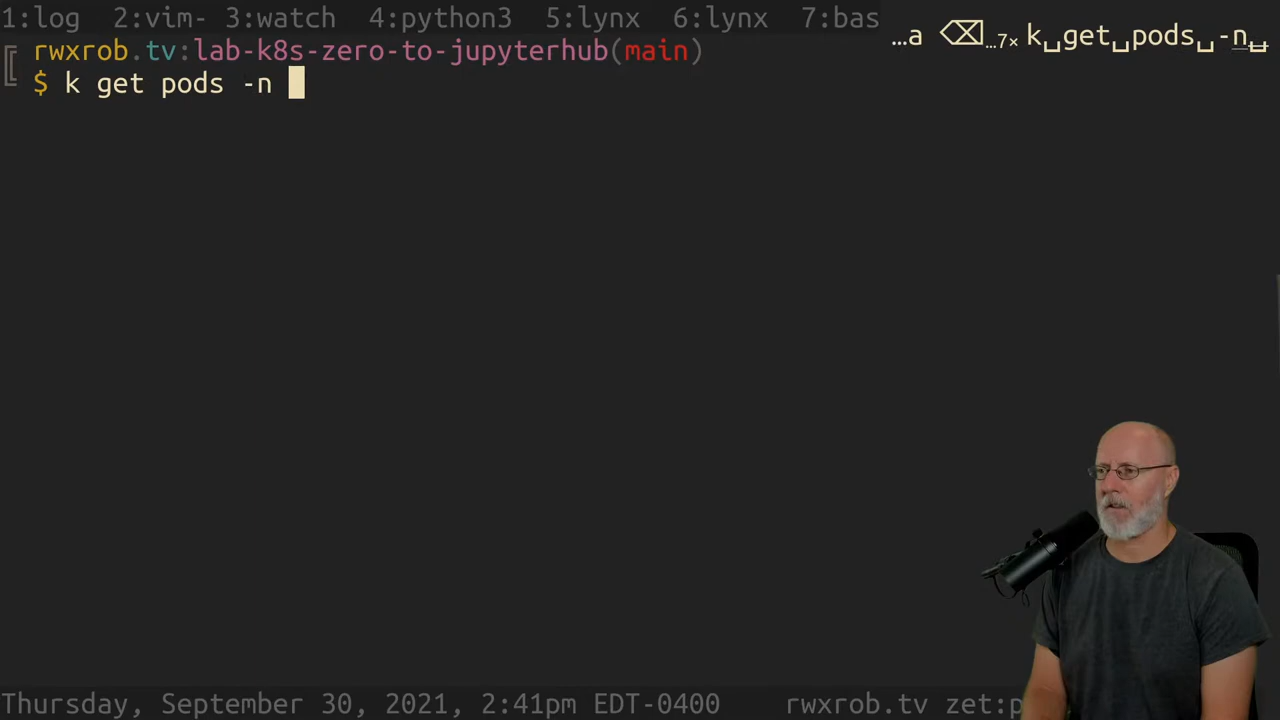 1:log 2:vim- 3:watch 4:python3 5:lynx 6:lynx 7:bas
…a ⌫…7× k␣get␣pods␣-n␣
rwxrob.tv:lab-k8s-zero-to-jupyterhub(main)
$ k get pods -n
Thursday, September 30, 2021, 2:41pm EDT-0400 rwxrob.tv zet:p